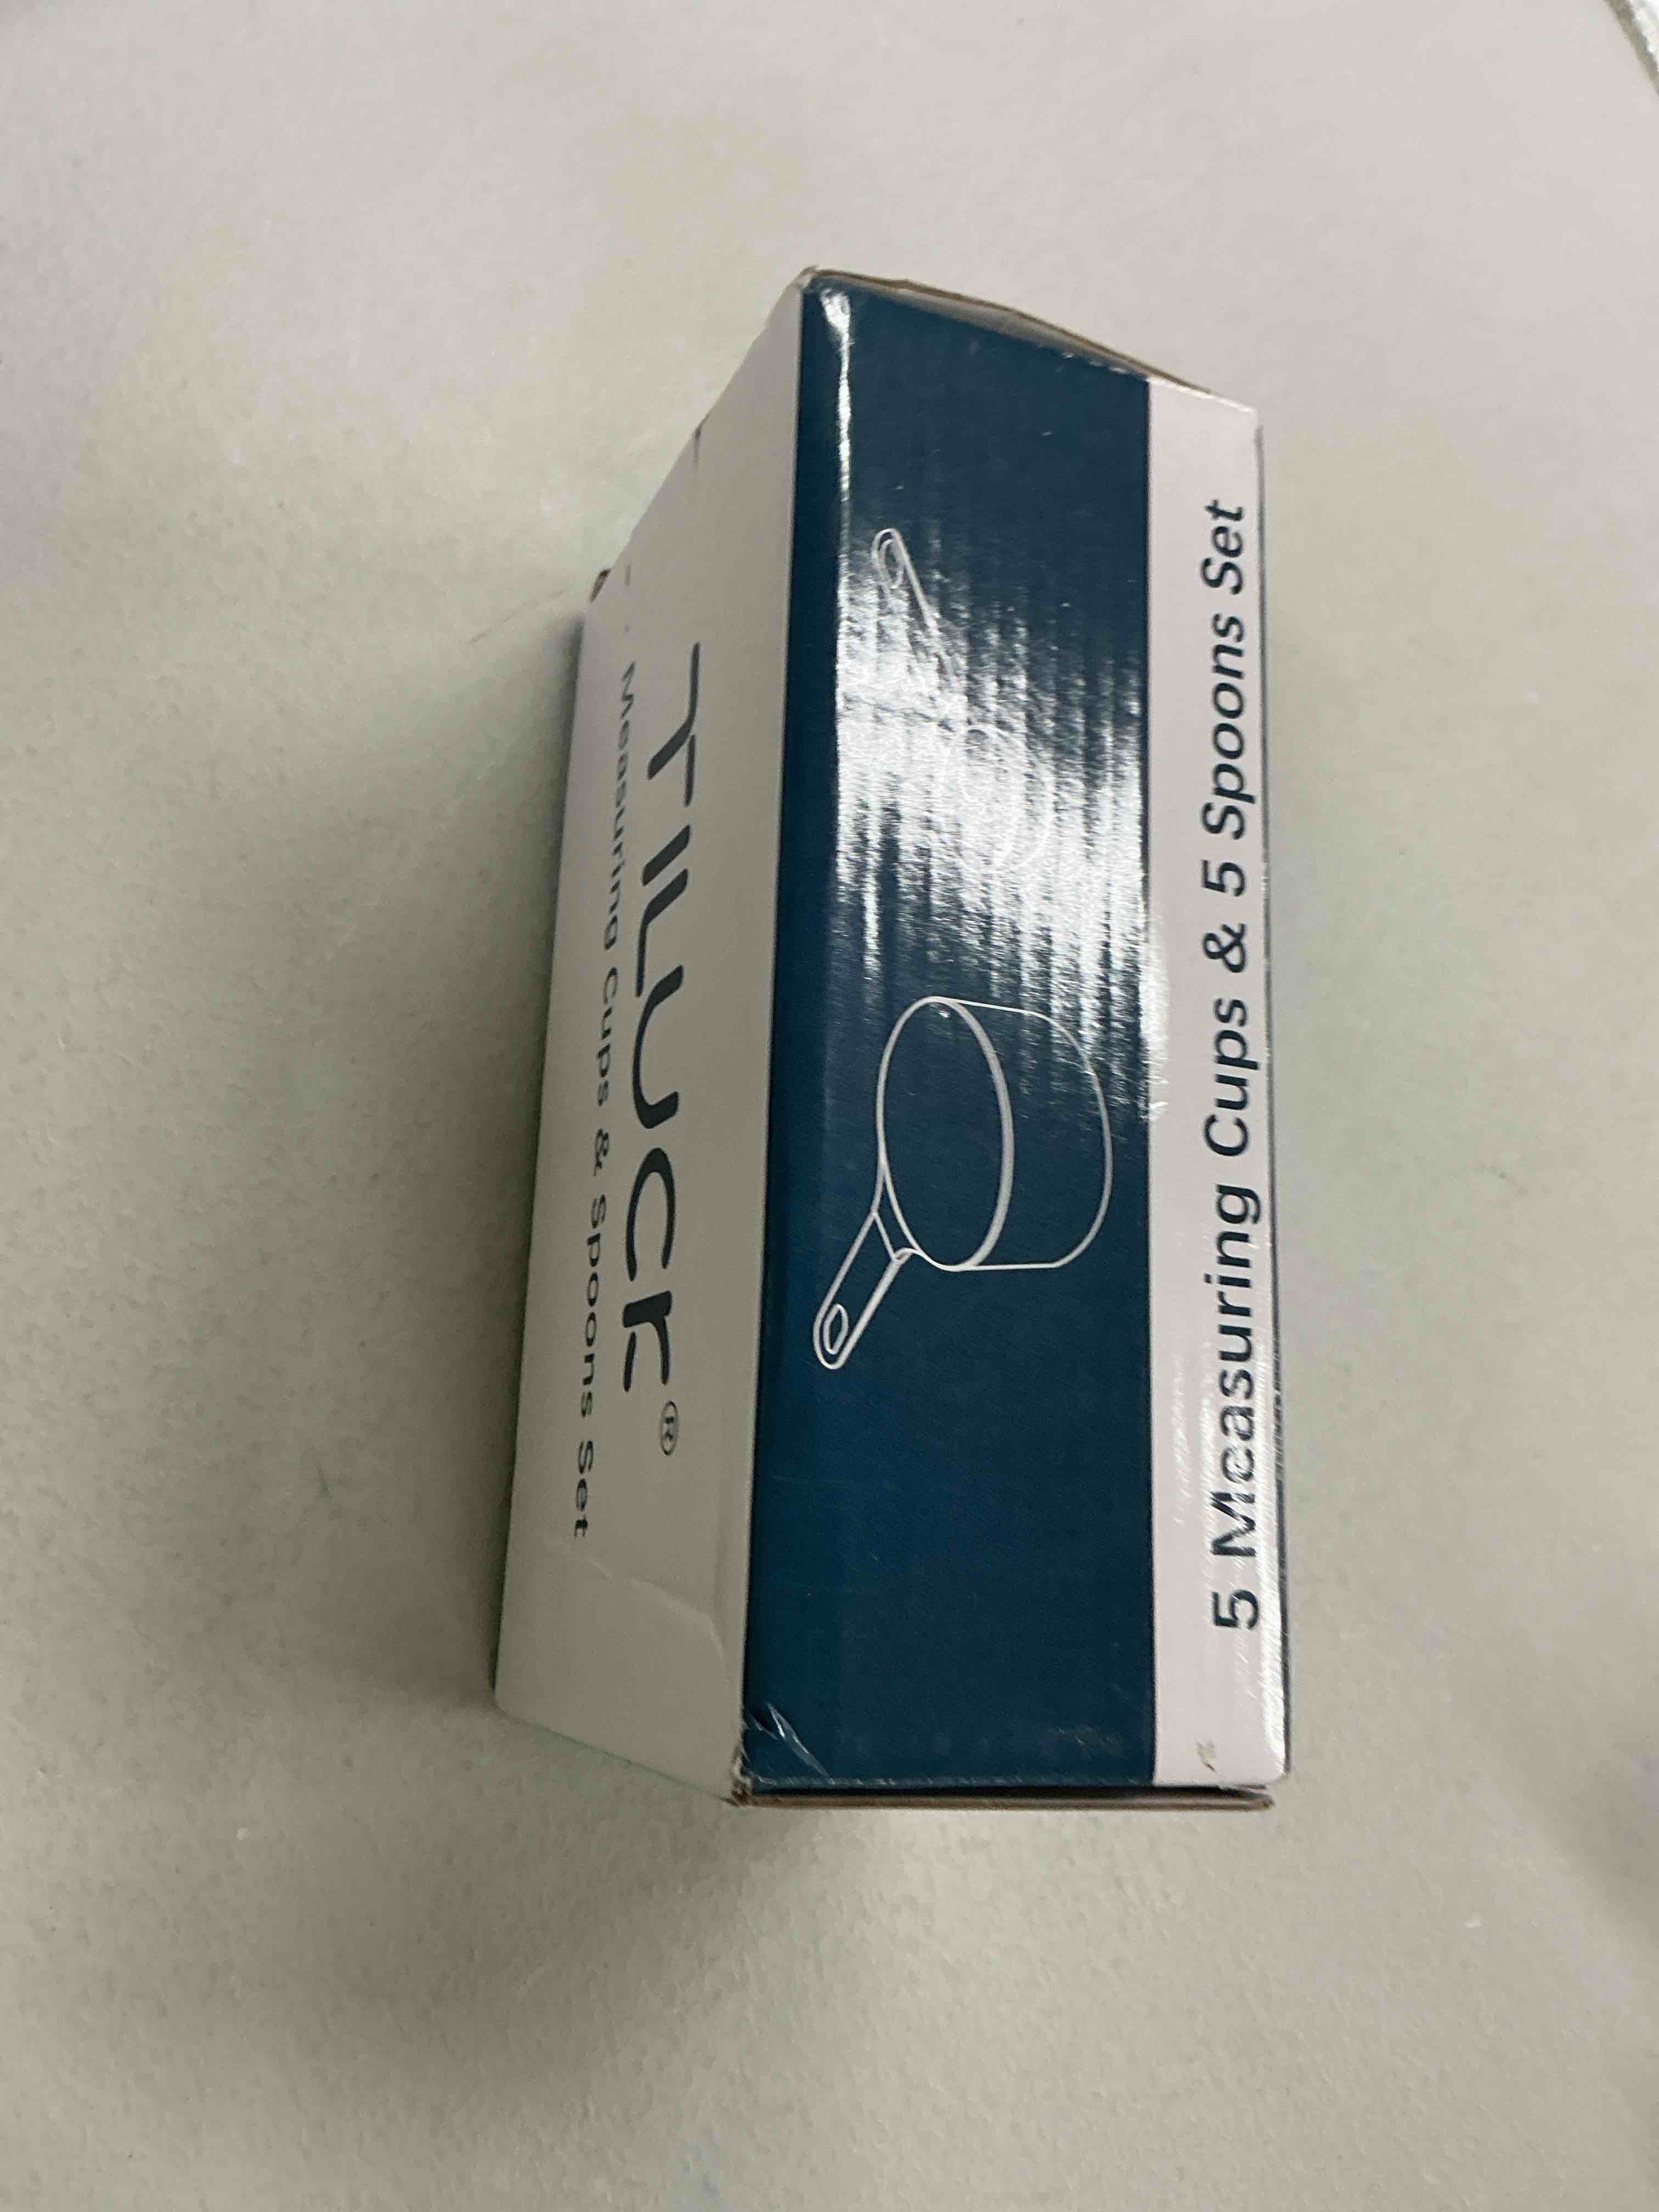 TILUCK®
Measuring Cups & Spoons Set
5 Measuring Cups & 5 Spoons Set